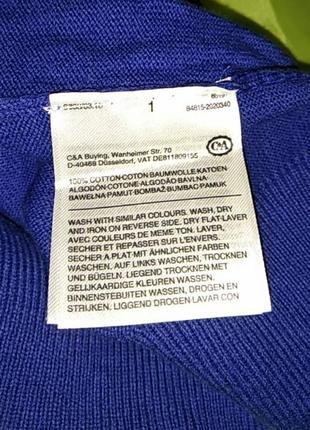 1
84815-2020340
C&A
C&A Buying, Wanheimer Str. 70
D-40468 Düsseldorf, VAT DE811809155
100% COTTON-COTON-BAUMWOLLE-KATOEN-
ALGODÓN-COTONE-ALGODÃO-BAVLNA-
BAWEŁNA-PAMUT-BOMBAŽ-BUMBAC-PAMUK
WASH WITH SIMILAR COLOURS. WASH, DRY
AND IRON ON REVERSE SIDE. DRY FLAT-LAVER
AVEC COULEURS DE MEME TON. LAVER,
SECHER ET REPASSER SUR L'ENVERS.
SECHER A PLAT-MIT ÄHNLICHEN FARBEN
WASCHEN. AUF LINKS WASCHEN, TROCKNEN
UND BÜGELN. LIEGEND TROCKNEN-MET
GELIJKAARDIGE KLEUREN WASSEN.
BINNENSTEBUITEN WASSEN, DROGEN EN
STRIJKEN. LIGGEND DROGEN-LAVAR CON